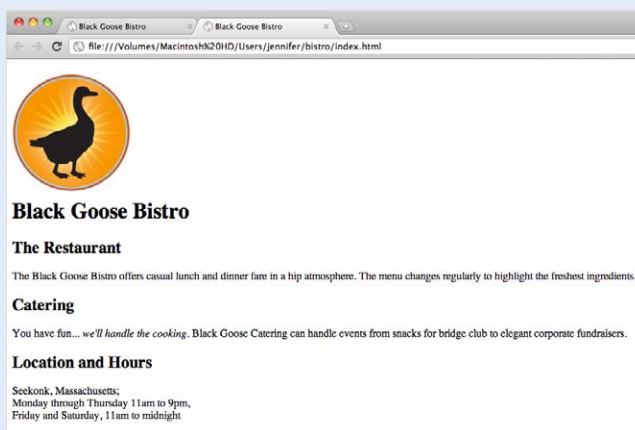 Black Goose Bistro
Black Goose Bistro
file:///Volumes/Macintosh%20HD/Users/jennifer/bistro/index.html
Black Goose Bistro
The Restaurant
The Black Goose Bistro offers casual lunch and dinner fare in a hip atmosphere. The menu changes regularly to highlight the freshest ingredients.
Catering
You have fun... we'll handle the cooking. Black Goose Catering can handle events from snacks for bridge club to elegant corporate fundraisers.
Location and Hours
Seekonk, Massachusetts;
Monday through Thursday 11am to 9pm,
Friday and Saturday, 11am to midnight